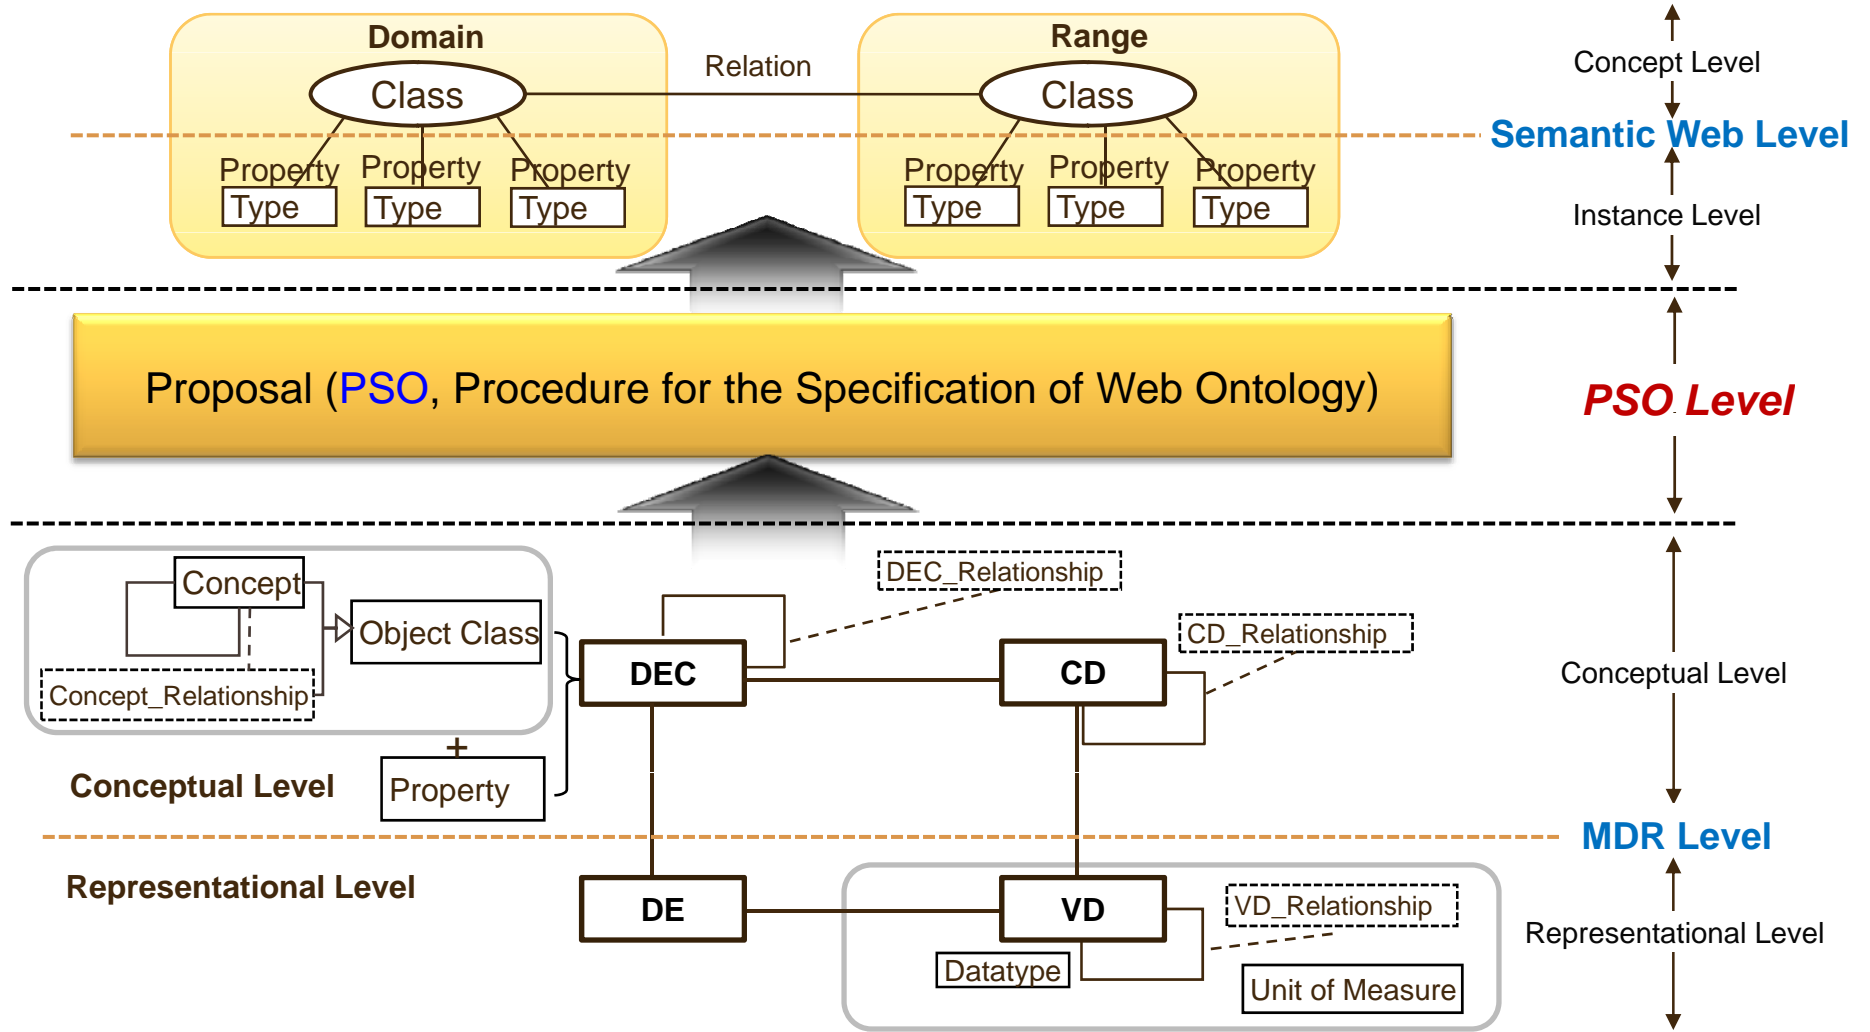 Domain
Range
Relation
Class
Class
Concept Level
Semantic Web Level
Property
Property
Property
Property
Property
Property
Type
Type
Type
Type
Type
Type
Instance Level
Proposal (PSO, Procedure for the Specification of Web Ontology)
PSO Level
Concept
DEC_Relationship
Object Class
CD_Relationship
DEC
CD
Concept_Relationship
Conceptual Level
+
Conceptual Level
Property
MDR Level
Representational Level
DE
VD
VD_Relationship
Representational Level
Datatype
Unit of Measure